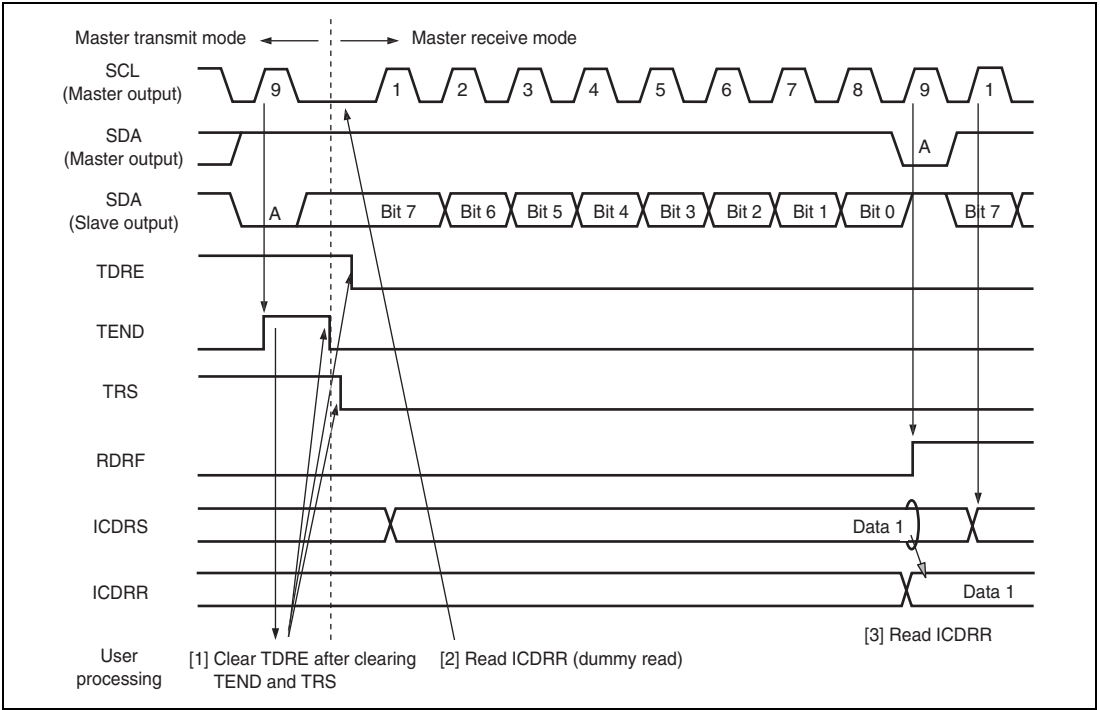 Master transmit mode
Master receive mode
SCL
(Master output)
9
1
2
3
4
5
6
7
8
9
1
SDA
(Master output)
A
SDA
(Slave output)
A
Bit 7
Bit 6
Bit 5
Bit 4
Bit 3
Bit 2
Bit 1
Bit 0
Bit 7
TDRE
TEND
TRS
RDRF
ICDRS
Data 1
ICDRR
Data 1
User
processing
[1] Clear TDRE after clearing
TEND and TRS
[2] Read ICDRR (dummy read)
[3] Read ICDRR